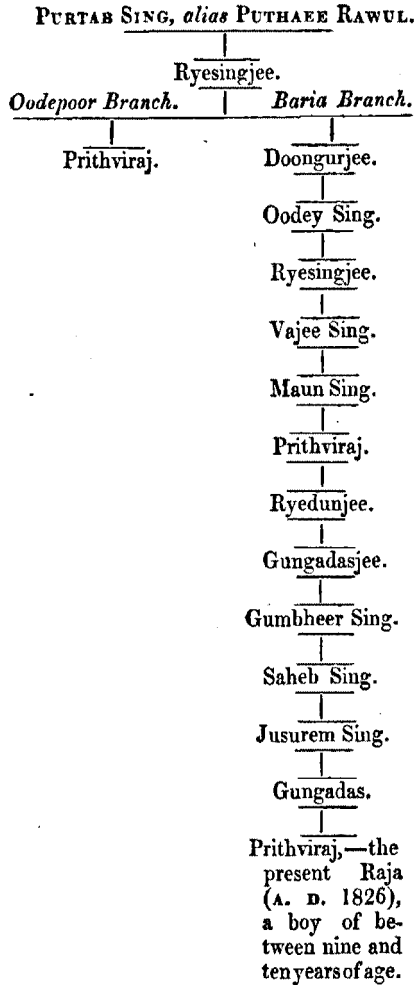 PURTAB SING, alias PUTHAEE RAWUL.
Ryesingjee.
Oodepoor Branch. Baria Branch.
Prithviraj. Doongurjee.
Oodey Sing.
Ryesingjee.
Vajee Sing.
Maun Sing.
Prithviraj.
Ryedunjee.
Gungadasjee.
Gumbheer Sing.
Saheb Sing.
Jusurem Sing.
Gungadas.
Prithviraj,—the
present Raja
(A. D. 1826),
a boy of be-
tween nine and
ten years of age.